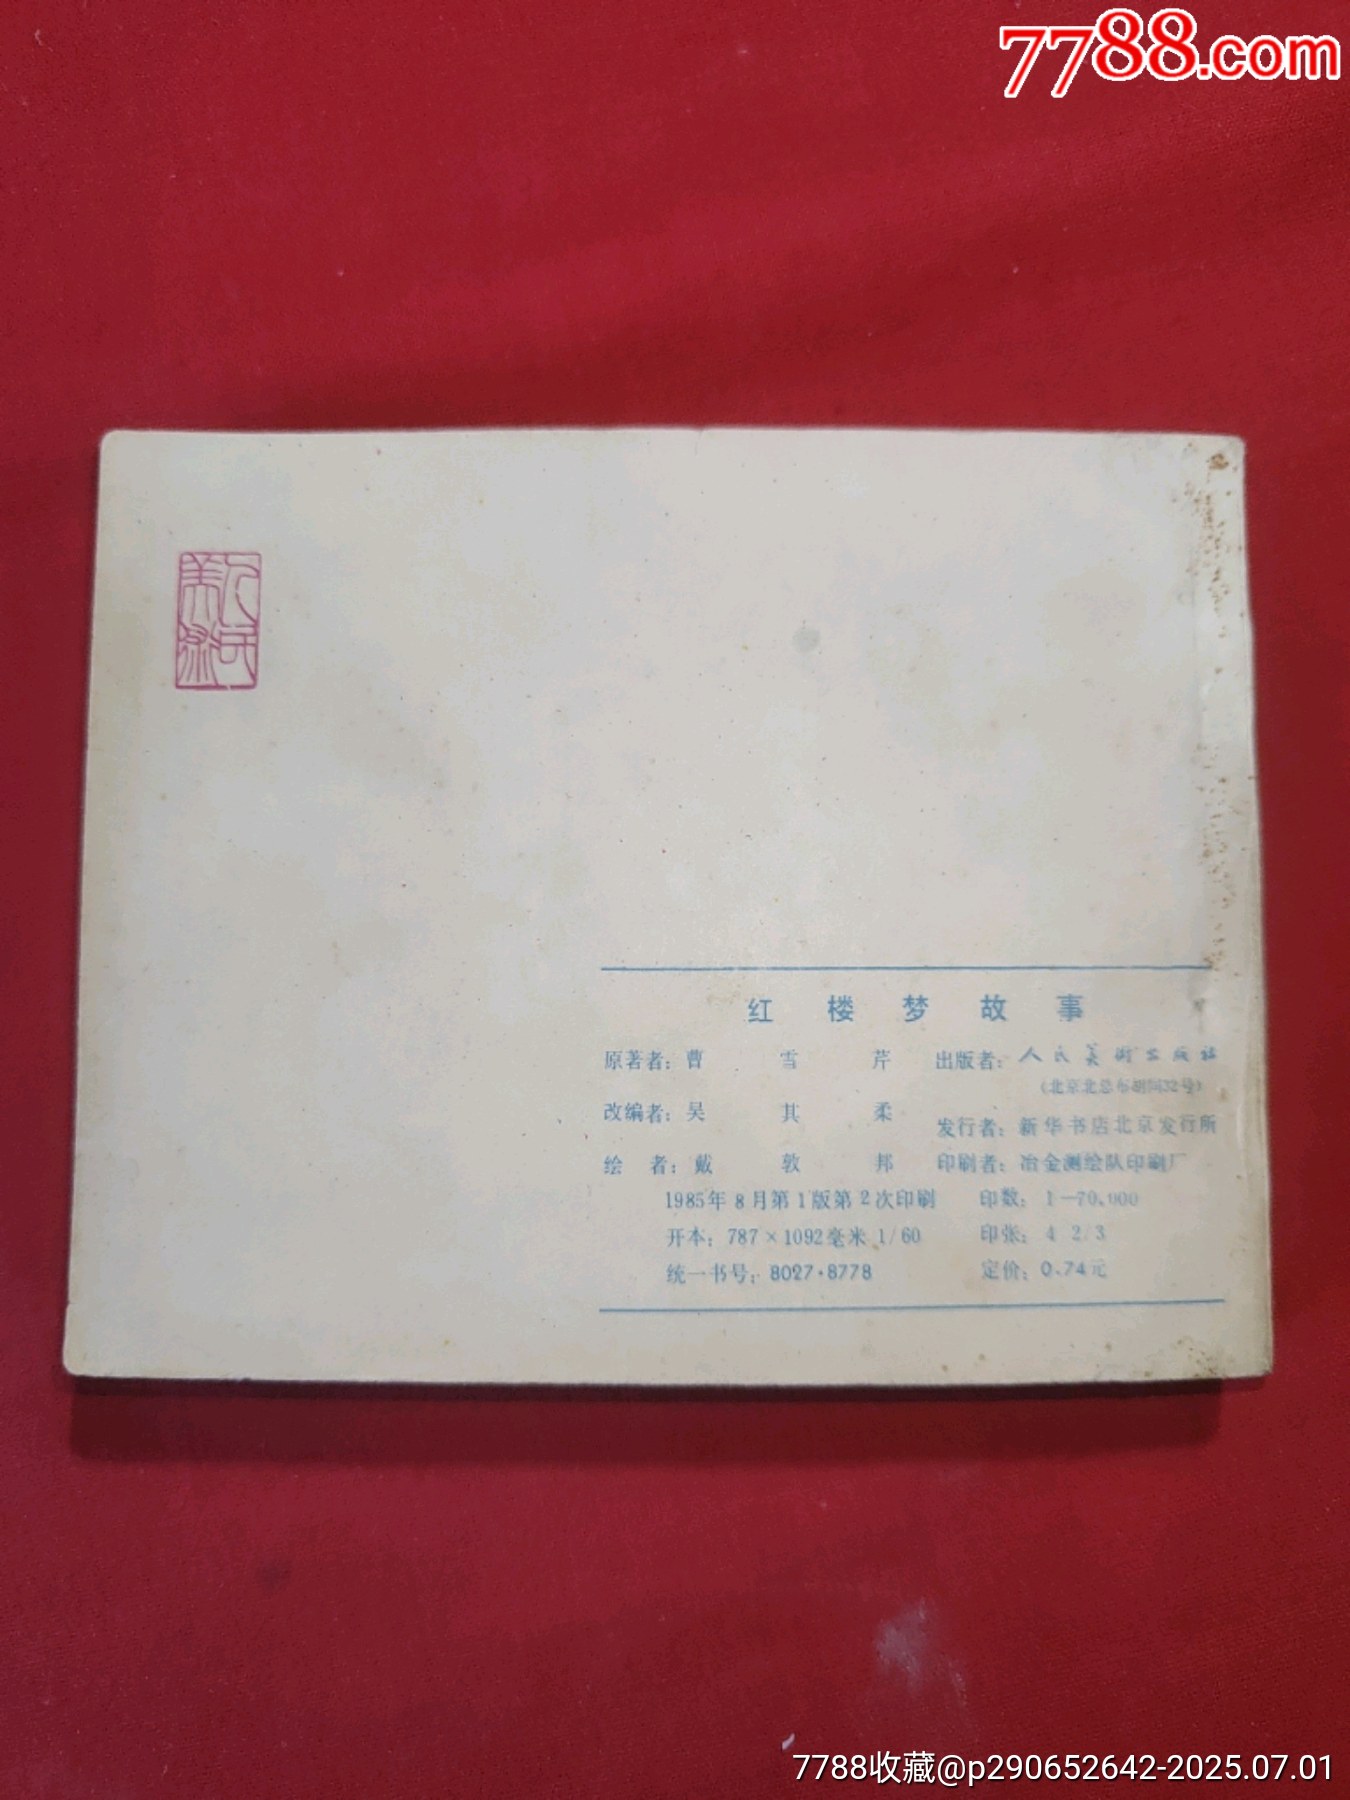 7788.com
人民美术
红楼梦故事
原著者：曹雪芹
改编者：吴其柔
绘者：戴敦邦
出版者：人民美术出版社
（北京北总布胡同32号）
发行者：新华书店北京发行所
印刷者：冶金测绘队印刷厂
1985年8月第1版第2次印刷 印数：1—70,000
开本：787×1092毫米 1/60 印张：4 2/3
统一书号：8027·8778 定价：0.74元
7788收藏@p290652642-2025.07.01